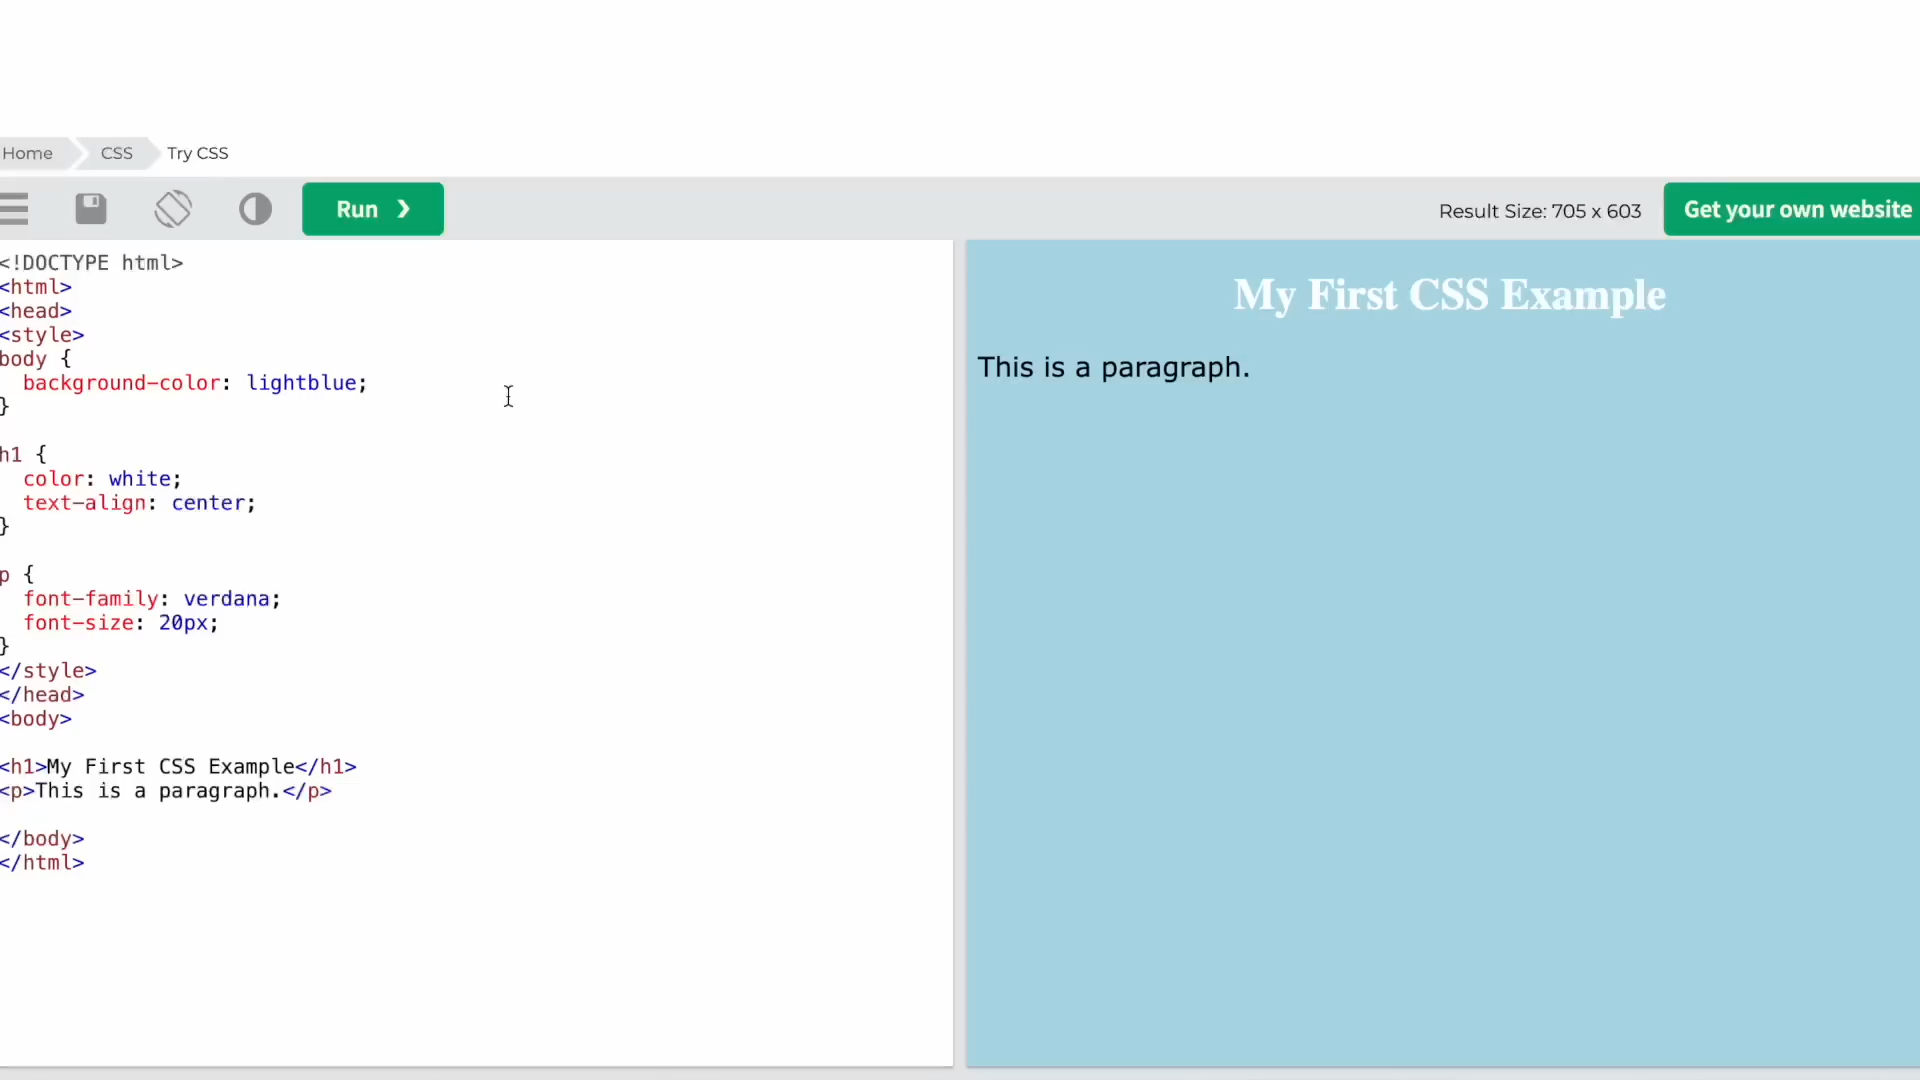 Home CSS Try CSS
Run ❯ Result Size: 705 x 603 Get your own website
<!DOCTYPE html>
<html>
<head>
<style>
body {
  background-color: lightblue;
}

h1 {
  color: white;
  text-align: center;
}

p {
  font-family: verdana;
  font-size: 20px;
}
</style>
</head>
<body>

<h1>My First CSS Example</h1>
<p>This is a paragraph.</p>

</body>
</html>
My First CSS Example
This is a paragraph.